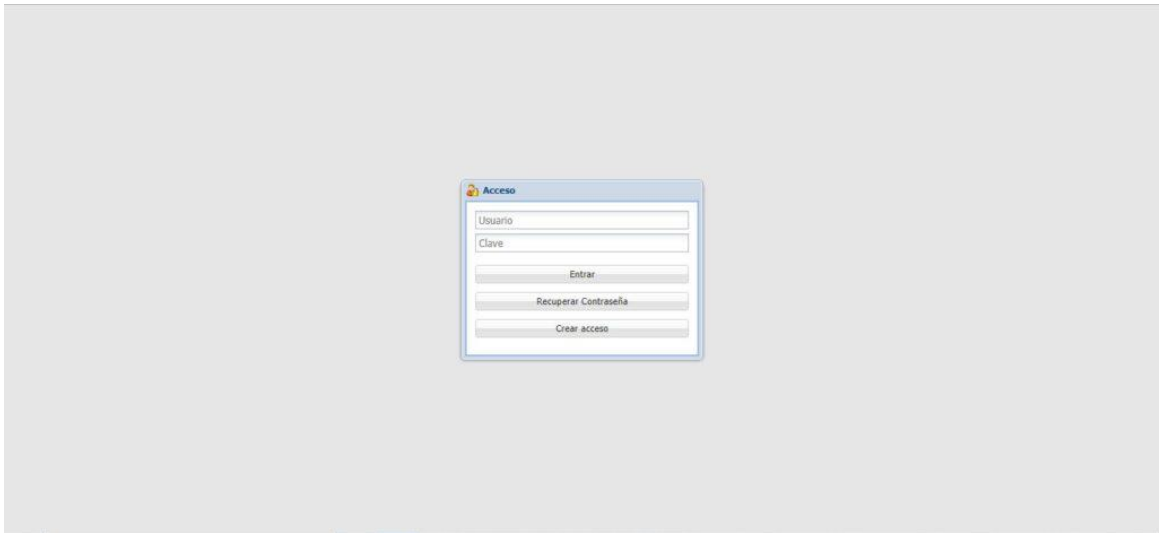 Acceso
Usuario
Clave
Entrar
Recuperar Contraseña
Crear acceso